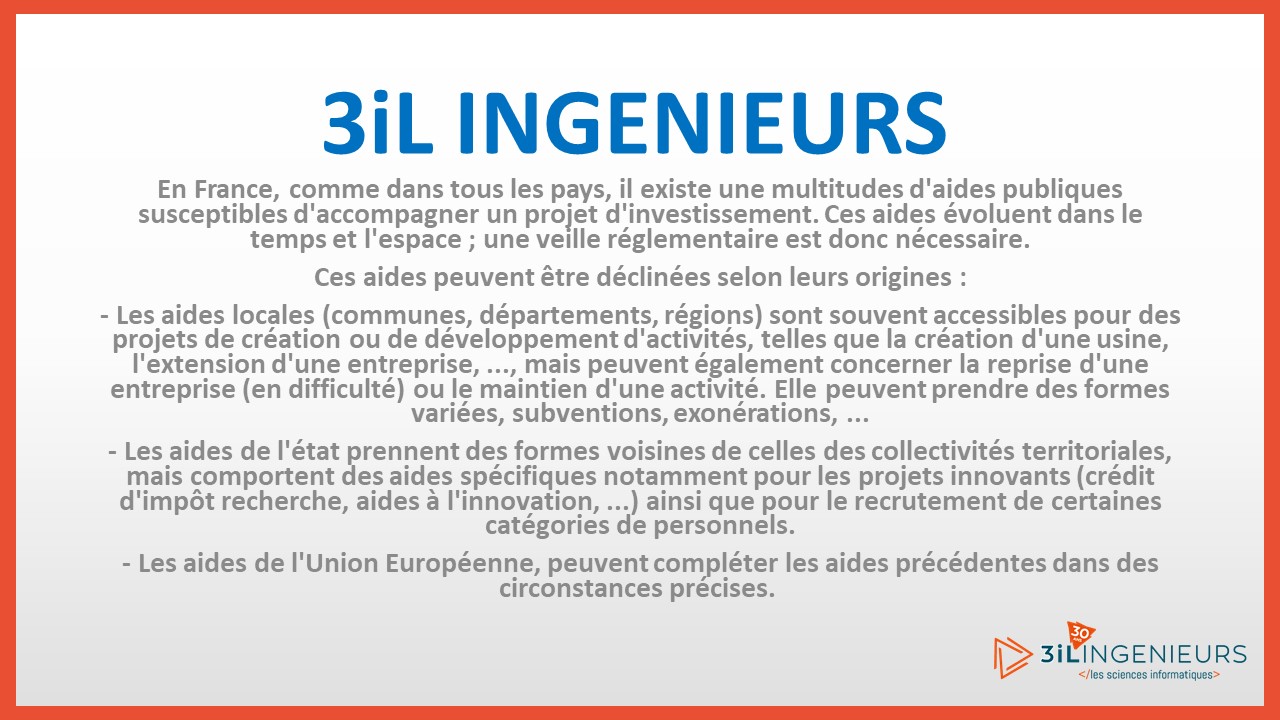 3iL INGENIEURS
En France, comme dans tous les pays, il existe une multitudes d'aides publiques
susceptibles d'accompagner un projet d'investissement. Ces aides évoluent dans le
temps et l'espace ; une veille réglementaire est donc nécessaire.
Ces aides peuvent être déclinées selon leurs origines :
- Les aides locales (communes, départements, régions) sont souvent accessibles pour des
projets de création ou de développement d'activités, telles que la création d'une usine,
l'extension d'une entreprise, ..., mais peuvent également concerner la reprise d'une
entreprise (en difficulté) ou le maintien d'une activité. Elle peuvent prendre des formes
variées, subventions, exonérations, ...
- Les aides de l'état prennent des formes voisines de celles des collectivités territoriales,
mais comportent des aides spécifiques notamment pour les projets innovants (crédit
d'impôt recherche, aides à l'innovation, ...) ainsi que pour le recrutement de certaines
catégories de personnels.
- Les aides de l'Union Européenne, peuvent compléter les aides précédentes dans des
circonstances précises.
30
3iLINGENIEURS
</les sciences informatiques>